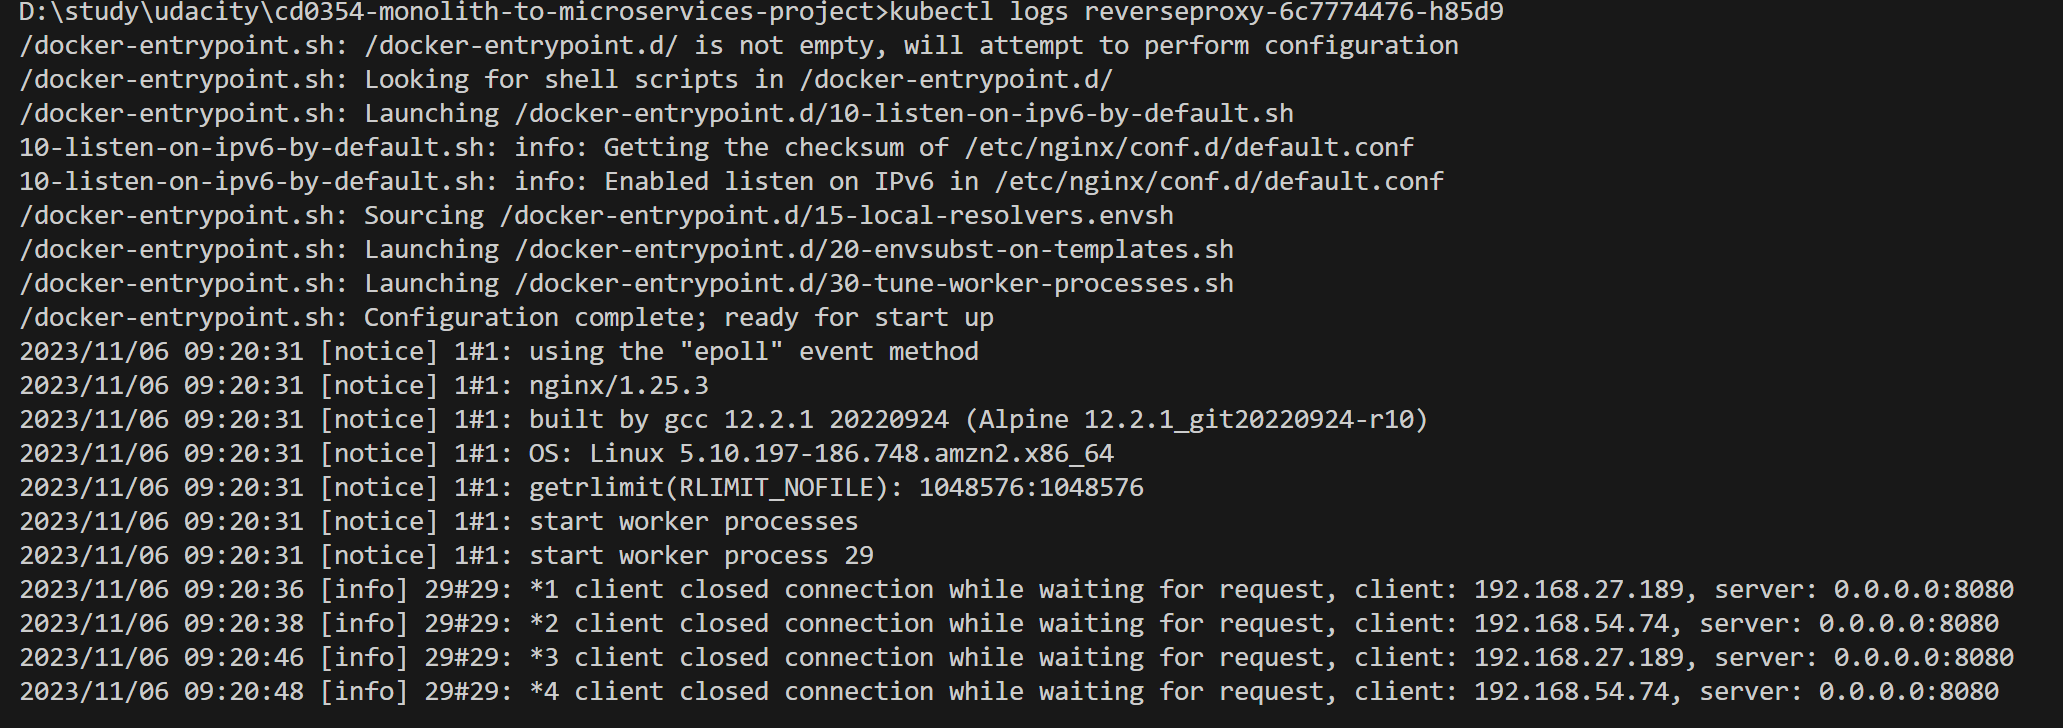 D:\study\udacity\cd0354-monolith-to-microservices-project>kubectl logs reverseproxy-6c7774476-h85d9
/docker-entrypoint.sh: /docker-entrypoint.d/ is not empty, will attempt to perform configuration
/docker-entrypoint.sh: Looking for shell scripts in /docker-entrypoint.d/
/docker-entrypoint.sh: Launching /docker-entrypoint.d/10-listen-on-ipv6-by-default.sh
10-listen-on-ipv6-by-default.sh: info: Getting the checksum of /etc/nginx/conf.d/default.conf
10-listen-on-ipv6-by-default.sh: info: Enabled listen on IPv6 in /etc/nginx/conf.d/default.conf
/docker-entrypoint.sh: Sourcing /docker-entrypoint.d/15-local-resolvers.envsh
/docker-entrypoint.sh: Launching /docker-entrypoint.d/20-envsubst-on-templates.sh
/docker-entrypoint.sh: Launching /docker-entrypoint.d/30-tune-worker-processes.sh
/docker-entrypoint.sh: Configuration complete; ready for start up
2023/11/06 09:20:31 [notice] 1#1: using the "epoll" event method
2023/11/06 09:20:31 [notice] 1#1: nginx/1.25.3
2023/11/06 09:20:31 [notice] 1#1: built by gcc 12.2.1 20220924 (Alpine 12.2.1_git20220924-r10)
2023/11/06 09:20:31 [notice] 1#1: OS: Linux 5.10.197-186.748.amzn2.x86_64
2023/11/06 09:20:31 [notice] 1#1: getrlimit(RLIMIT_NOFILE): 1048576:1048576
2023/11/06 09:20:31 [notice] 1#1: start worker processes
2023/11/06 09:20:31 [notice] 1#1: start worker process 29
2023/11/06 09:20:36 [info] 29#29: *1 client closed connection while waiting for request, client: 192.168.27.189, server: 0.0.0.0:8080
2023/11/06 09:20:38 [info] 29#29: *2 client closed connection while waiting for request, client: 192.168.54.74, server: 0.0.0.0:8080
2023/11/06 09:20:46 [info] 29#29: *3 client closed connection while waiting for request, client: 192.168.27.189, server: 0.0.0.0:8080
2023/11/06 09:20:48 [info] 29#29: *4 client closed connection while waiting for request, client: 192.168.54.74, server: 0.0.0.0:8080